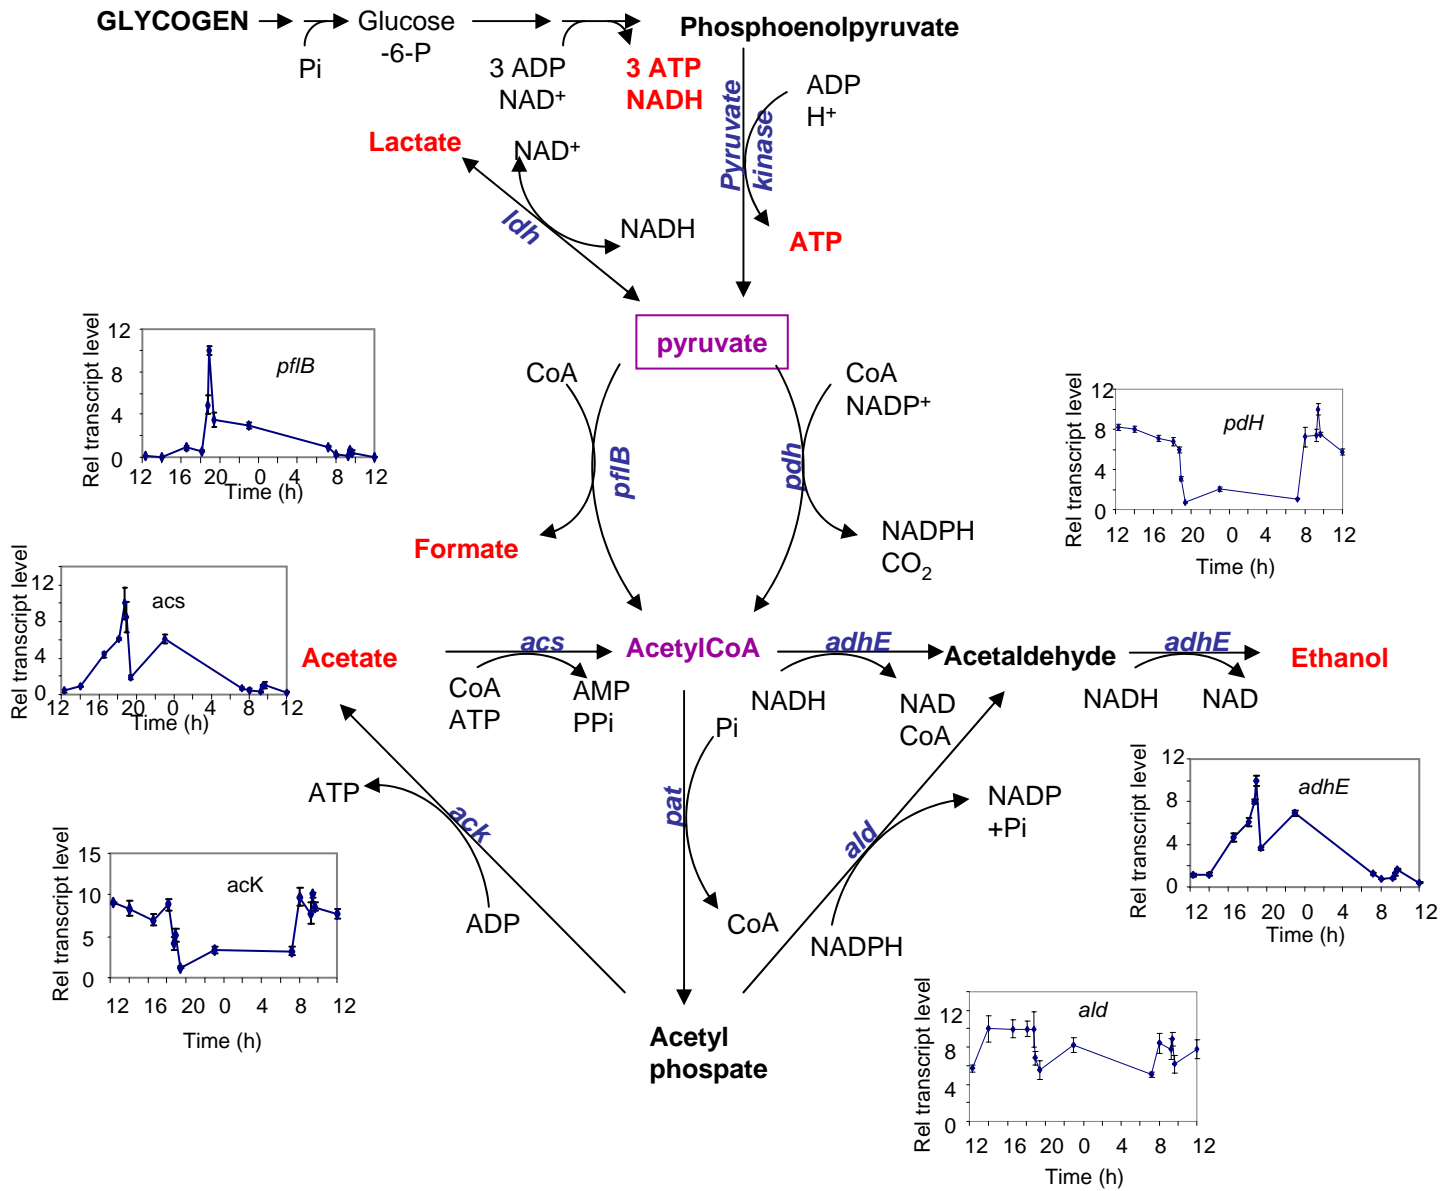 GLYCOGEN
Glucose
-6-P
Phosphoenolpyruvate
Pi
3 ADP
NAD+
3 ATP
NADH
ADP
H+
Pyruvate
kinase
ATP
Lactate
NAD+
ldh
NADH
pyruvate
Rel transcript level
12
8
4
0
pflB
12 16 20 0 4 8 12
Time (h)
CoA
pflB
Formate
CoA
NADP+
pdh
NADPH
CO2
Rel transcript level
12
8
4
0
pdH
12 16 20 0 4 8 12
Time (h)
Rel transcript level
12
8
4
0
acs
12 16 20 0 4 8 12
Time (h)
Acetate
acs
CoA
ATP
AMP
PPi
AcetylCoA
adhE
NADH
NAD
CoA
Acetaldehyde
adhE
NADH
NAD
Ethanol
Pi
pat
CoA
ATP
ack
ADP
ald
NADP
+Pi
NADPH
Rel transcript level
12
8
4
0
adhE
12 16 20 0 4 8 12
Time (h)
Rel transcript level
15
10
5
0
acK
12 16 20 0 4 8 12
Time (h)
Acetyl
phospate
Rel transcript level
12
8
4
0
ald
12 16 20 0 4 8 12
Time (h)